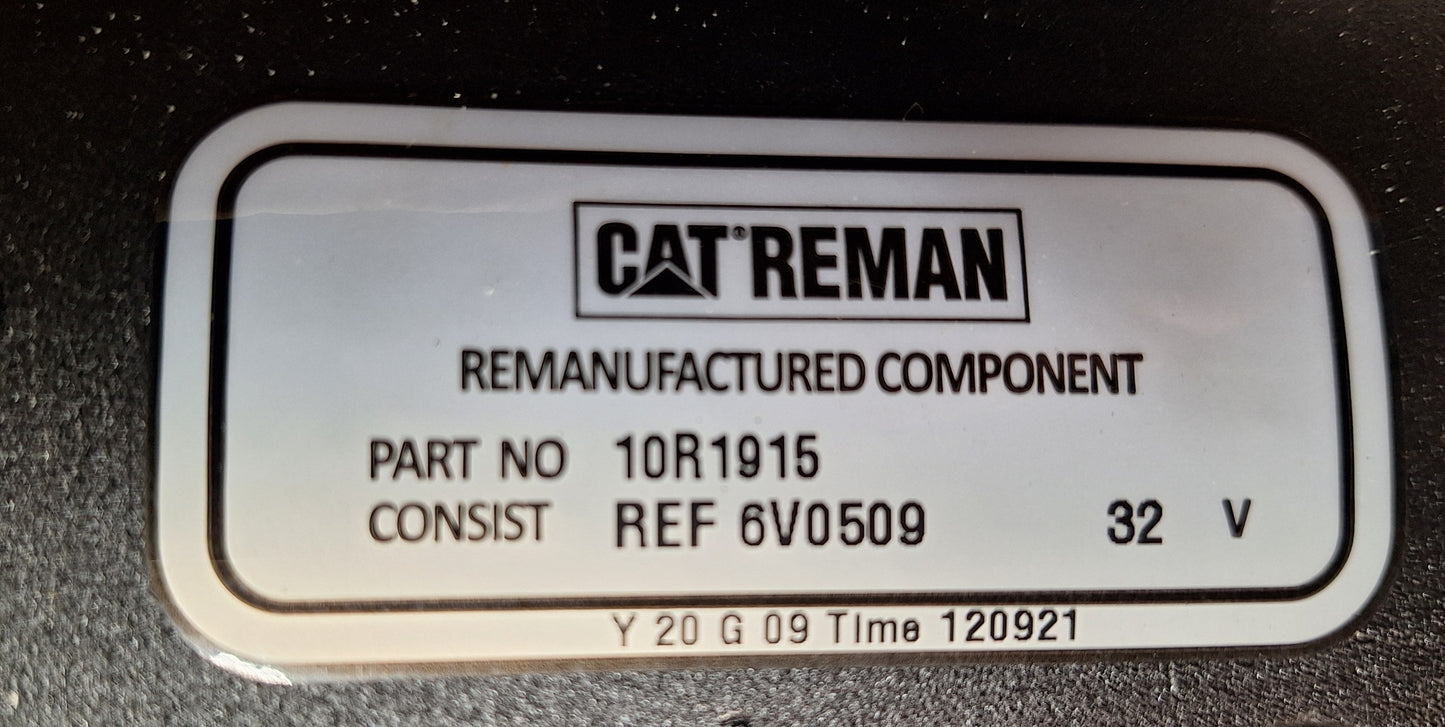 CAT® REMAN
REMANUFACTURED COMPONENT
PART NO 10R1915
CONSIST REF 6V0509 32 V
Y 20 G 09 TIme 120921